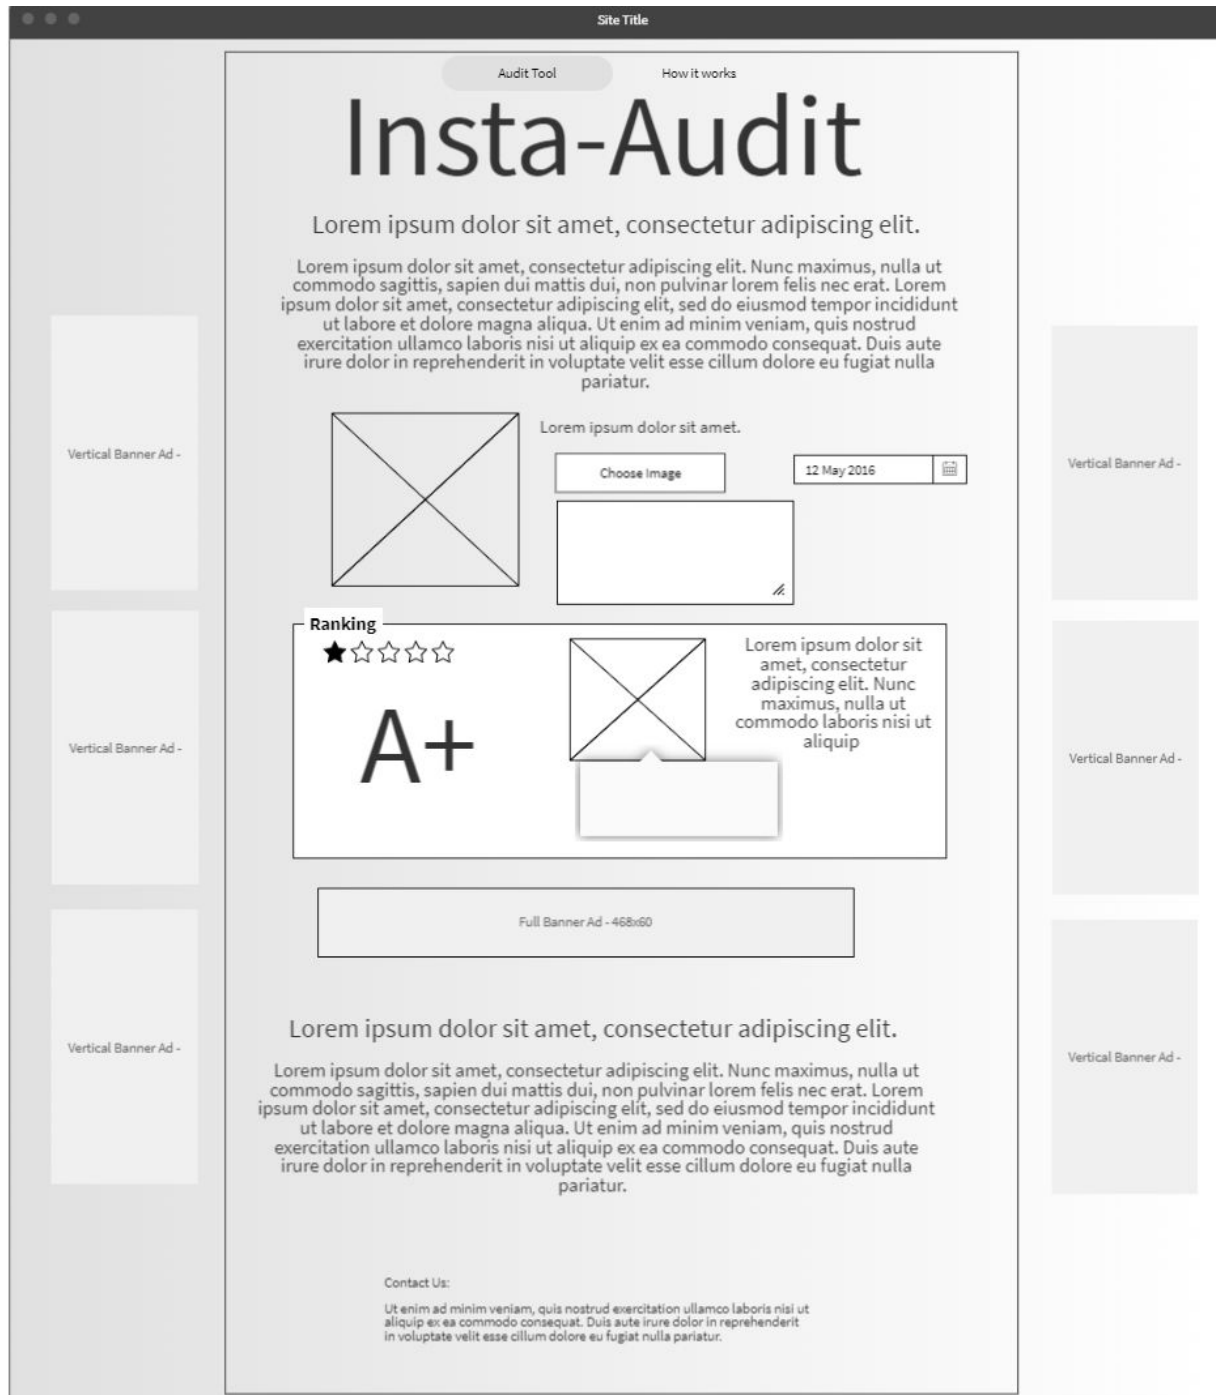 Site Title
Audit Tool
How it works
Insta-Audit
Lorem ipsum dolor sit amet, consectetur adipiscing elit.
Lorem ipsum dolor sit amet, consectetur adipiscing elit. Nunc maximus, nulla ut
commodo sagittis, sapien dui mattis dui, non pulvinar lorem felis nec erat. Lorem
ipsum dolor sit amet, consectetur adipiscing elit, sed do eiusmod tempor incididunt
ut labore et dolore magna aliqua. Ut enim ad minim veniam, quis nostrud
exercitation ullamco laboris nisi ut aliquip ex ea commodo consequat. Duis aute
irure dolor in reprehenderit in voluptate velit esse cillum dolore eu fugiat nulla
pariatur.
Lorem ipsum dolor sit amet.
Choose Image
12 May 2016
Ranking
A+
Lorem ipsum dolor sit
amet, consectetur
adipiscing elit. Nunc
maximus, nulla ut
commodo laboris nisi ut
aliquip
Full Banner Ad - 468x60
Lorem ipsum dolor sit amet, consectetur adipiscing elit.
Lorem ipsum dolor sit amet, consectetur adipiscing elit. Nunc maximus, nulla ut
commodo sagittis, sapien dui mattis dui, non pulvinar lorem felis nec erat. Lorem
ipsum dolor sit amet, consectetur adipiscing elit, sed do eiusmod tempor incididunt
ut labore et dolore magna aliqua. Ut enim ad minim veniam, quis nostrud
exercitation ullamco laboris nisi ut aliquip ex ea commodo consequat. Duis aute
irure dolor in reprehenderit in voluptate velit esse cillum dolore eu fugiat nulla
pariatur.
Contact Us:
Ut enim ad minim veniam, quis nostrud exercitation ullamco laboris nisi ut
aliquip ex ea commodo consequat. Duis aute irure dolor in reprehenderit
in voluptate velit esse cillum dolore eu fugiat nulla pariatur.
Vertical Banner Ad -
Vertical Banner Ad -
Vertical Banner Ad -
Vertical Banner Ad -
Vertical Banner Ad -
Vertical Banner Ad -